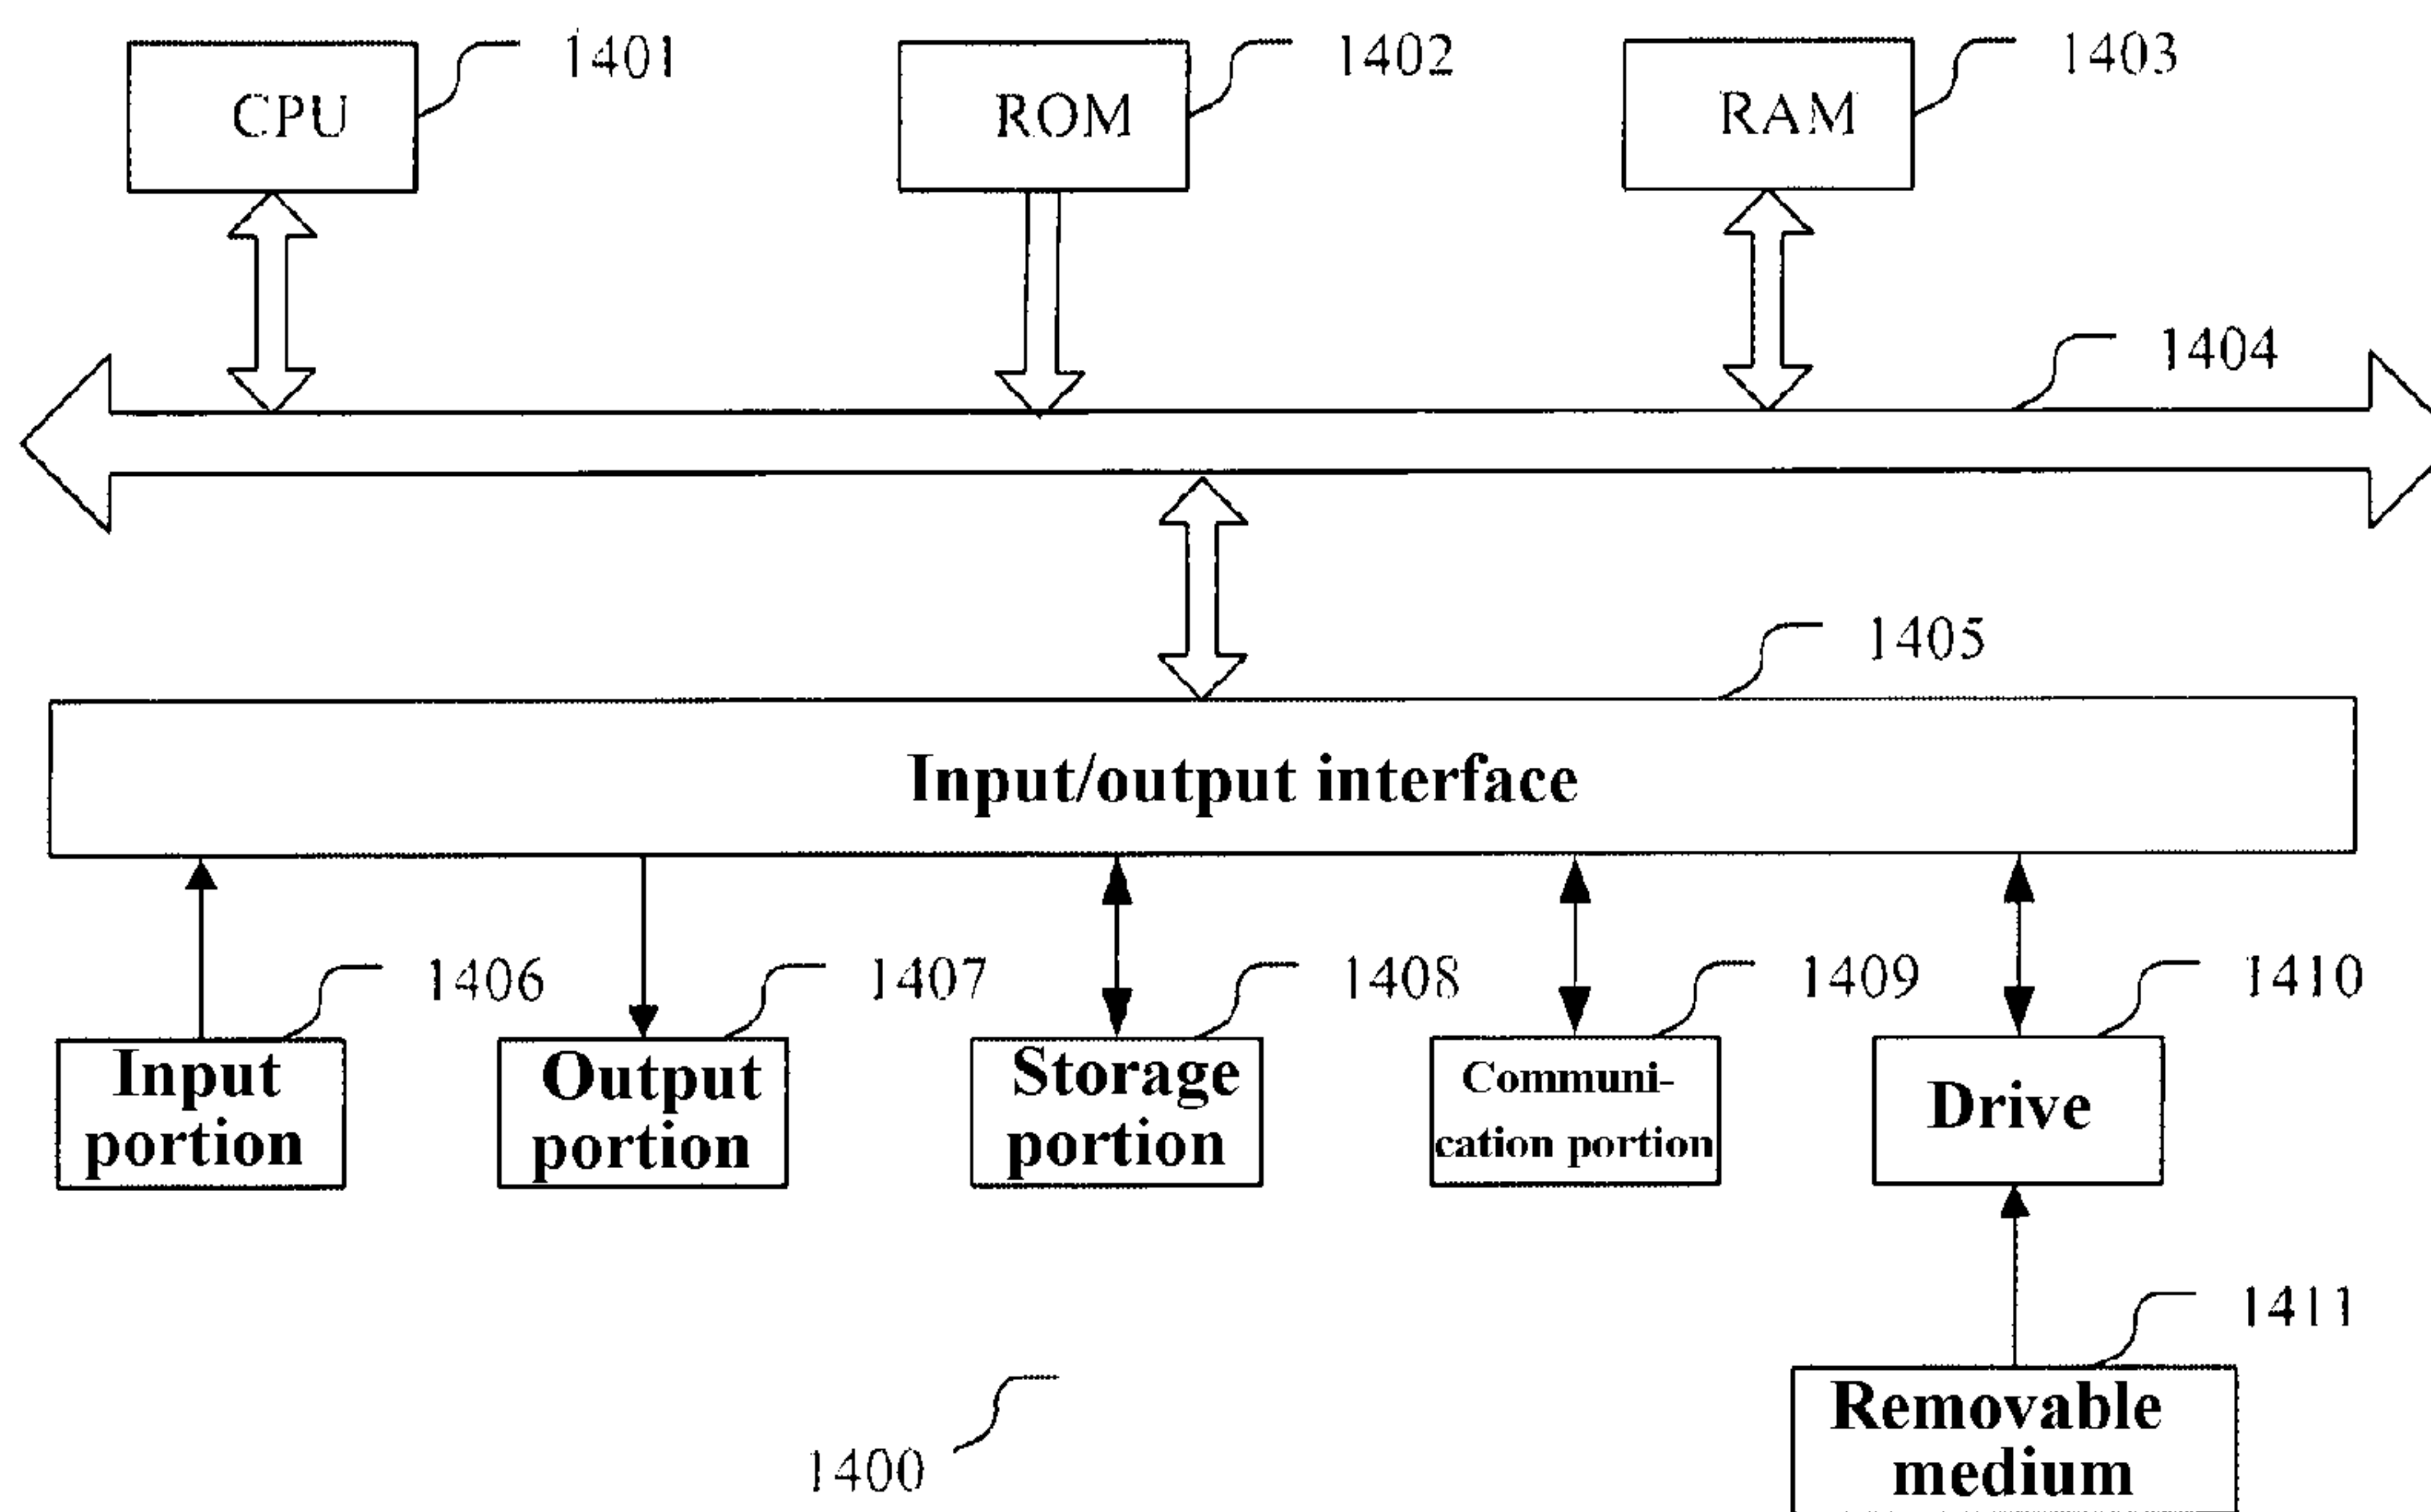 CPU
1401
ROM
1402
RAM
1403
1404
1405
Input/output interface
1406
1407
1408
1409
1410
Input
portion
Output
portion
Storage
portion
Communi-
cation portion
Drive
1411
Removable
medium
1400